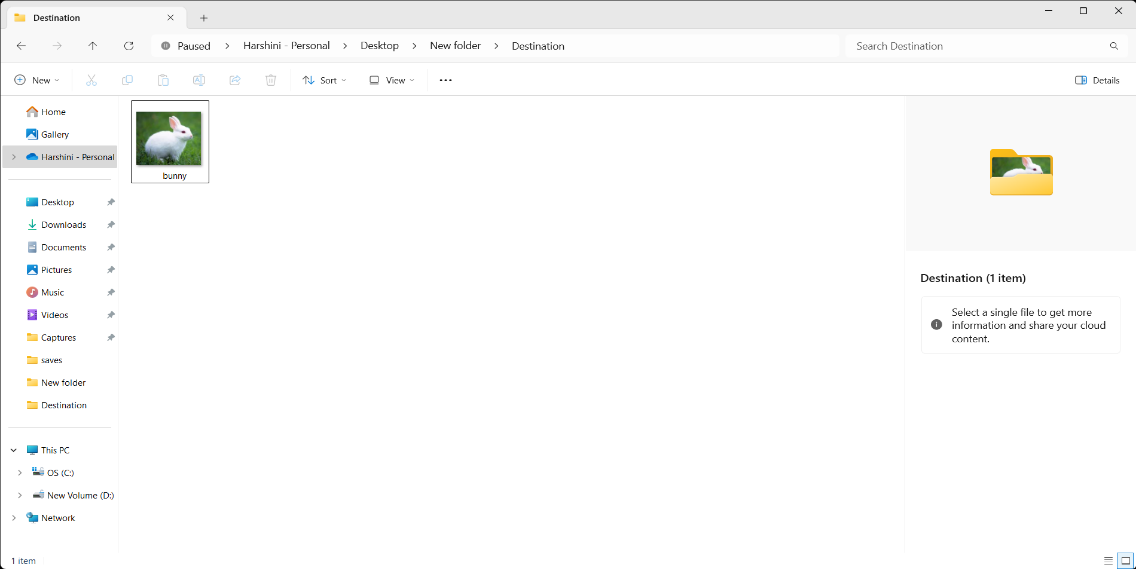 Destination
Paused Harshini - Personal Desktop New folder Destination
Search Destination
New
Sort
View
Details
Home
Gallery
Harshini - Personal
Desktop
Downloads
Documents
Pictures
Music
Videos
Captures
saves
New folder
Destination
This PC
OS (C:)
New Volume (D:)
Network
bunny
Destination (1 item)
Select a single file to get more
information and share your cloud
content.
1 item